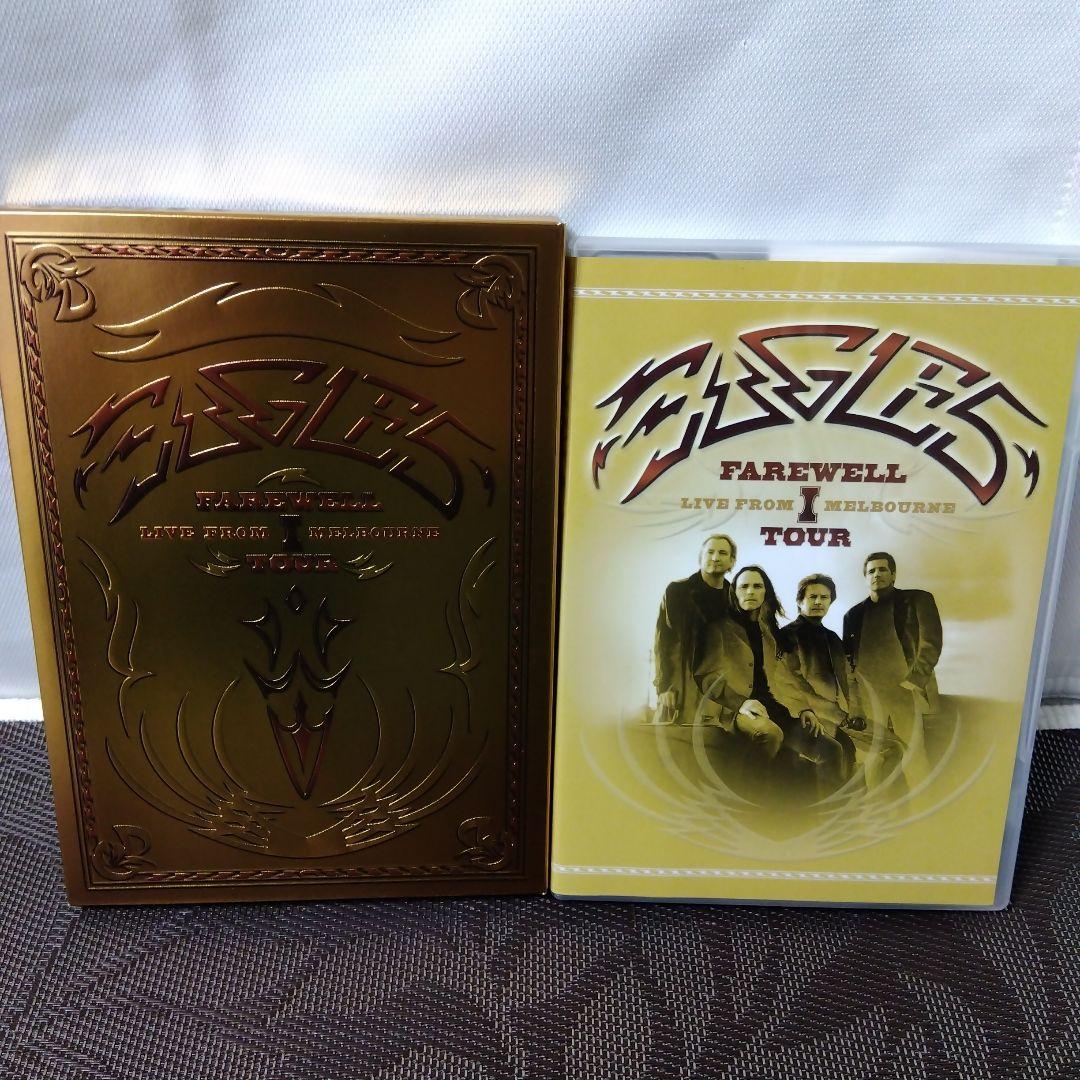 EAGLES
FAREWELL
LIVE FROM I MELBOURNE
TOUR
EAGLES
FAREWELL
LIVE FROM I MELBOURNE
TOUR